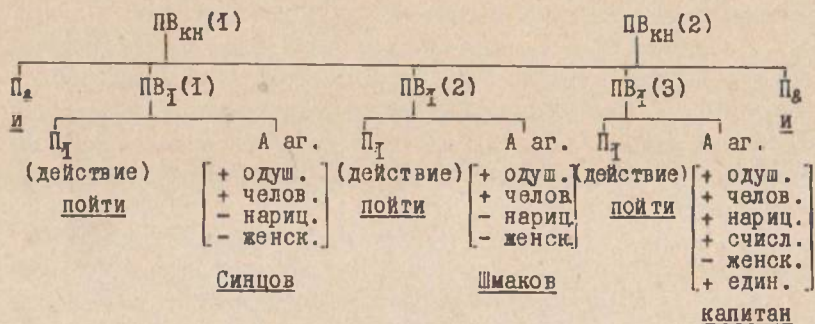 ПВкн(1) ПВкн(2)
П₂ ПВI(1) ПВI(2) ПВI(3) П₂
и и
ПI А аг. ПI А аг. ПI А аг.
(действие) + одуш. (действие) + одуш. (действие) + одуш.
пойти + челов. пойти + челов. пойти + челов.
- нариц. - нариц. + нариц.
- женск. - женск. + счисл.
- женск.
Синцов Шмаков + един.
капитан